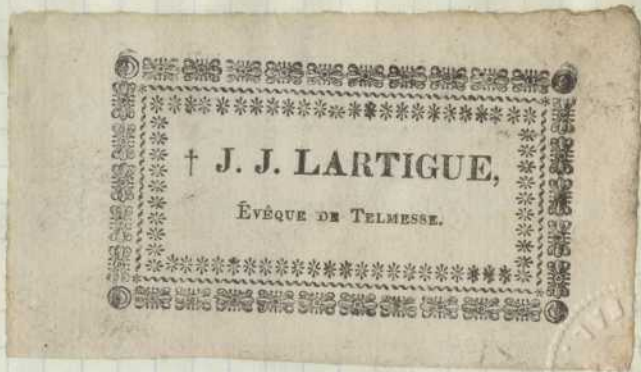 † J. J. LARTIGUE,
ÉVÊQUE DE TELMESSE.